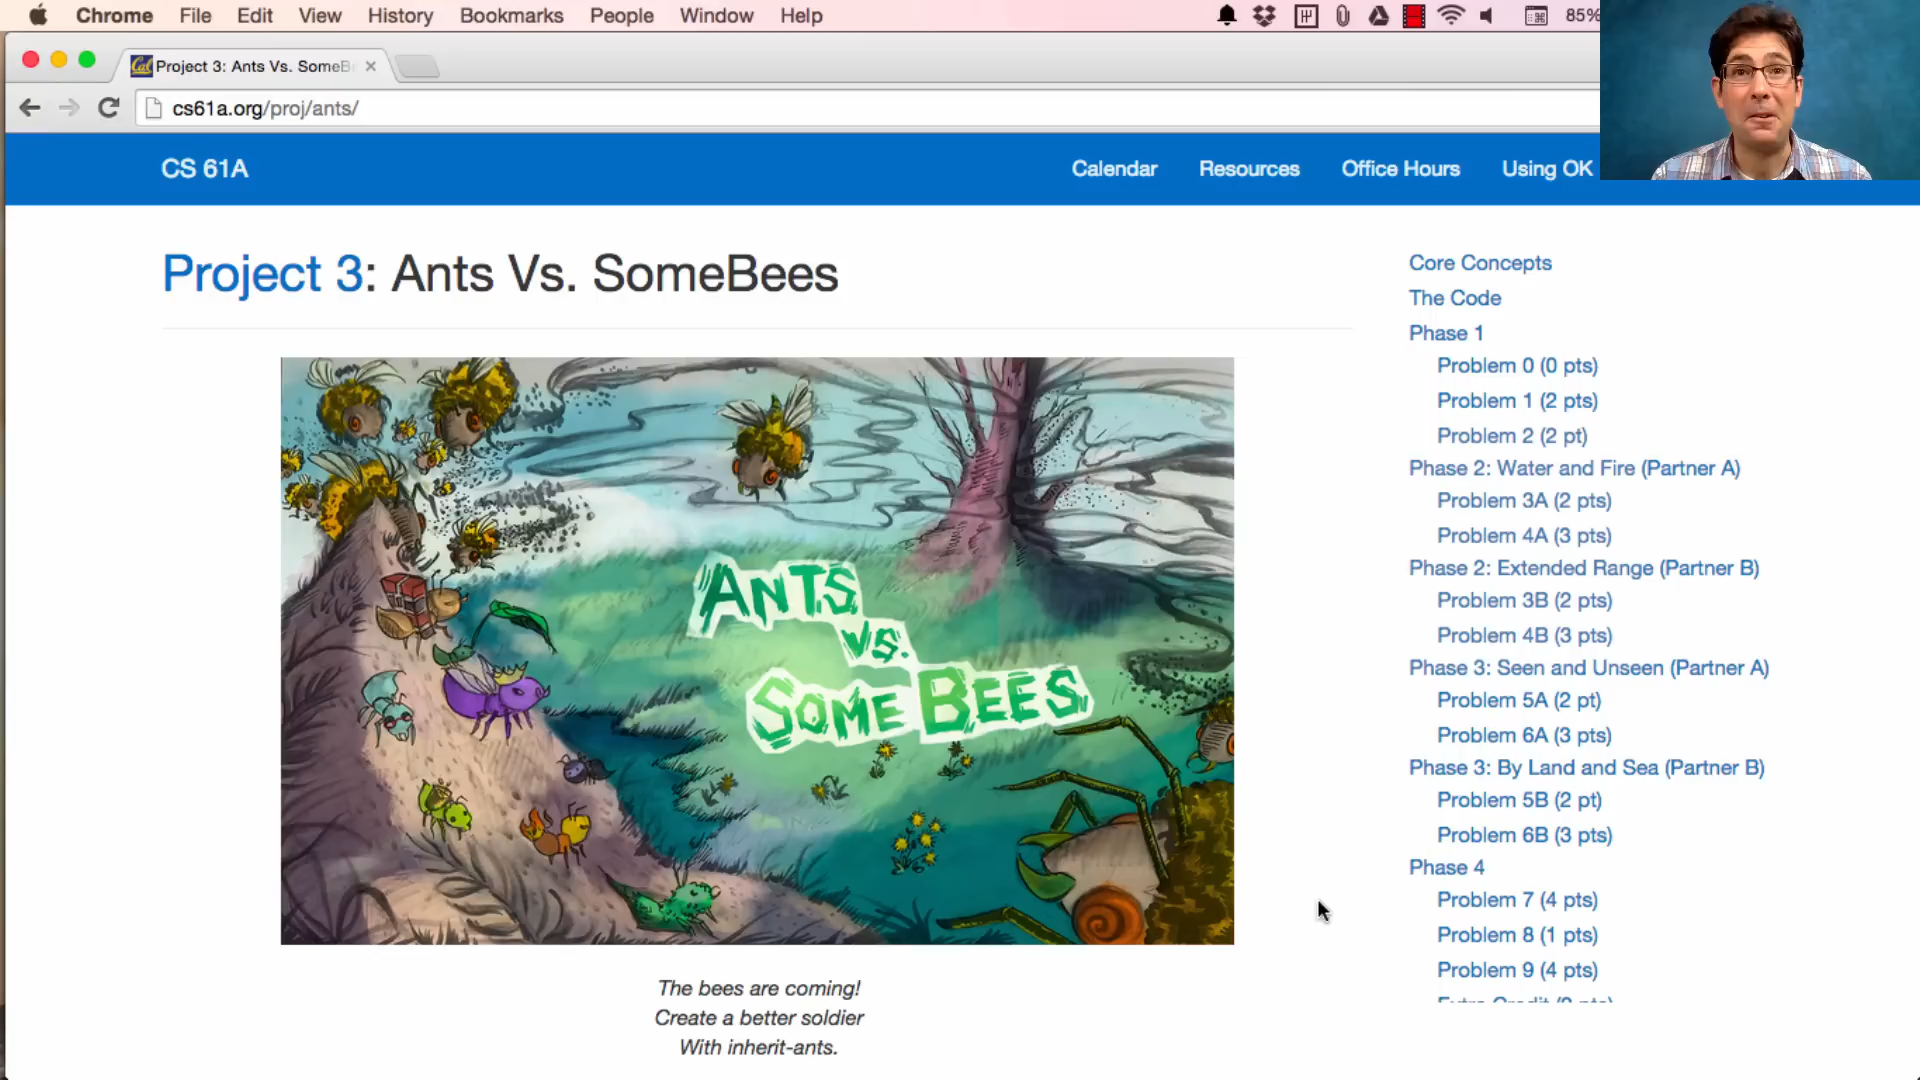 Chrome File Edit View History Bookmarks People Window Help 85%
Project 3: Ants Vs. SomeB
cs61a.org/proj/ants/
CS 61A Calendar Resources Office Hours Using OK
Project 3: Ants Vs. SomeBees
ANTS
VS.
SOME BEES
The bees are coming!
Create a better soldier
With inherit-ants.
Core Concepts
The Code
Phase 1
Problem 0 (0 pts)
Problem 1 (2 pts)
Problem 2 (2 pt)
Phase 2: Water and Fire (Partner A)
Problem 3A (2 pts)
Problem 4A (3 pts)
Phase 2: Extended Range (Partner B)
Problem 3B (2 pts)
Problem 4B (3 pts)
Phase 3: Seen and Unseen (Partner A)
Problem 5A (2 pt)
Problem 6A (3 pts)
Phase 3: By Land and Sea (Partner B)
Problem 5B (2 pt)
Problem 6B (3 pts)
Phase 4
Problem 7 (4 pts)
Problem 8 (1 pts)
Problem 9 (4 pts)